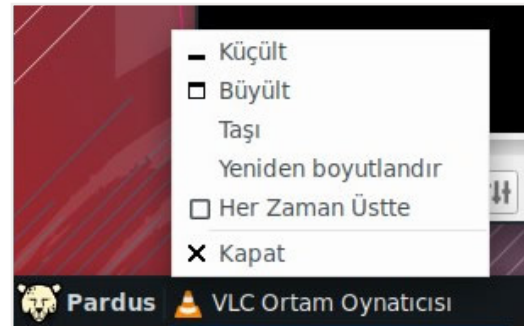 Küçült
Büyült
Taşı
Yeniden boyutlandır
Her Zaman Üstte
Kapat
Pardus VLC Ortam Oynatıcısı